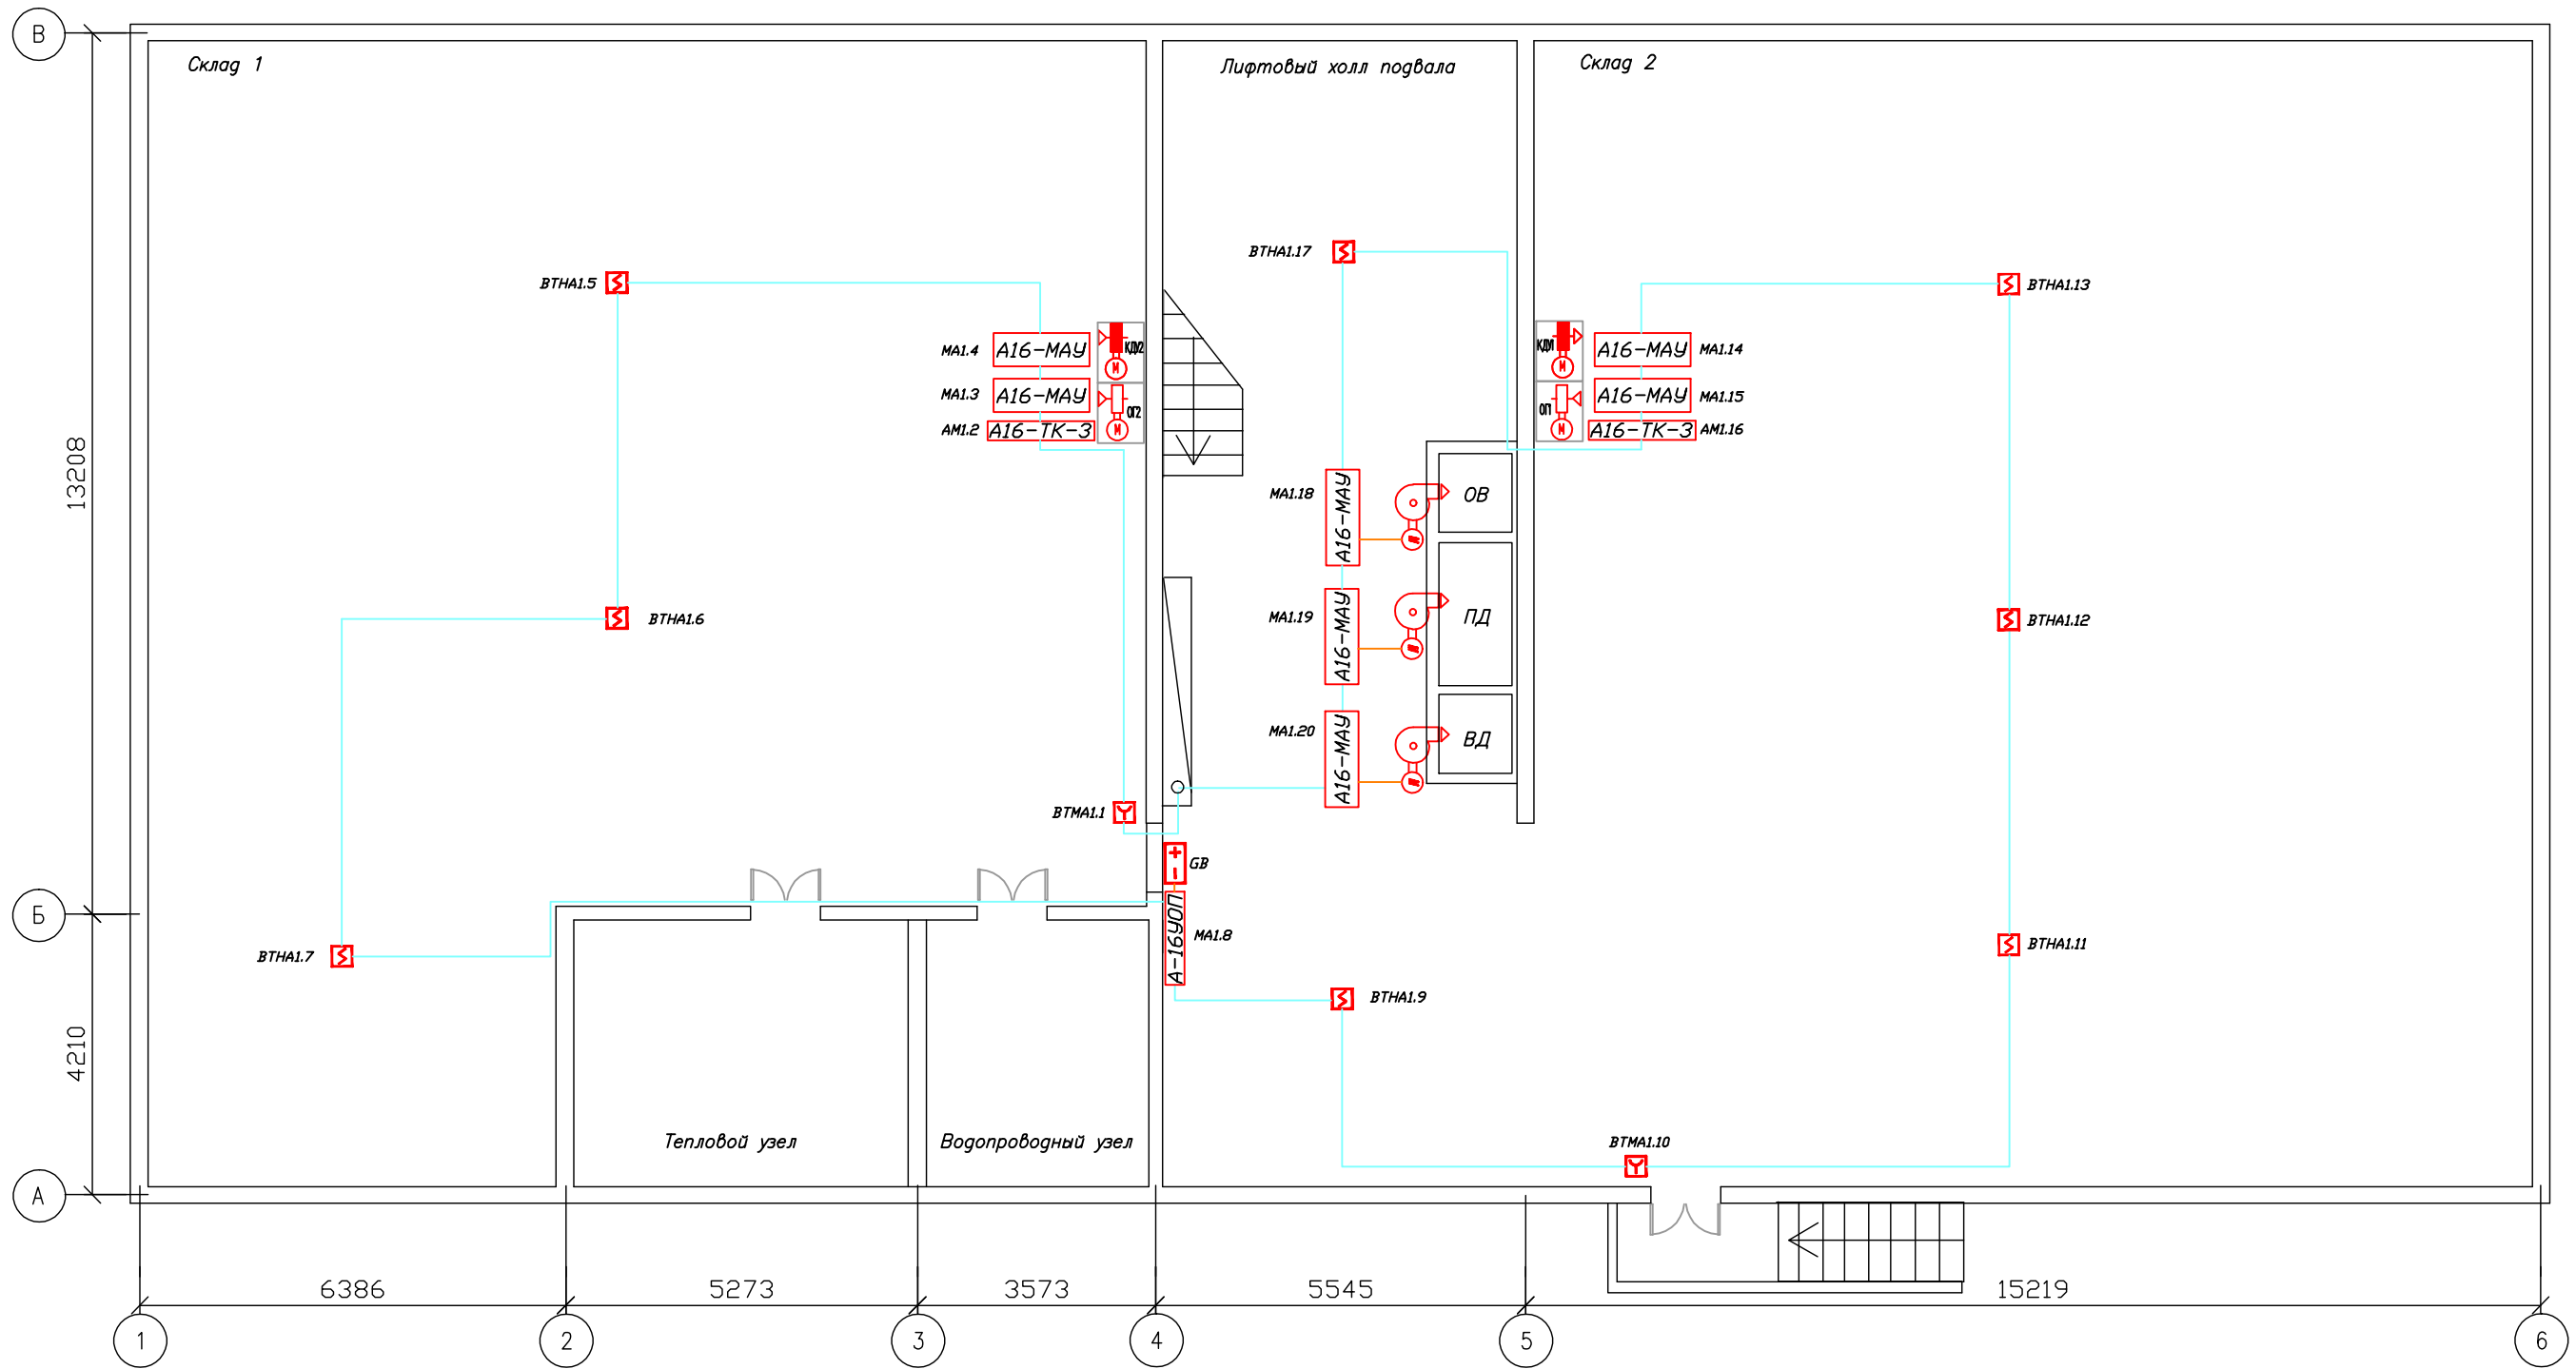 В
Склад 1
Лифтовый холл подвала
Склад 2
ВТНА1.17
ВТНА1.5
ВТНА1.13
МА1.4
А16-МАУ
КДУ2
М
КДУ1
М
А16-МАУ
МА1.14
МА1.3
А16-МАУ
ОГ2
М
ОГ1
М
А16-МАУ
МА1.15
АМ1.2
А16-ТК-3
А16-ТК-3
АМ1.16
13208
МА1.18
А16-МАУ
ОВ
ВТНА1.6
МА1.19
А16-МАУ
ПД
ВТНА1.12
МА1.20
А16-МАУ
ВД
ВТМА1.1
GB
Б
А-16УОП
МА1.8
ВТНА1.7
ВТНА1.11
ВТНА1.9
4210
Тепловой узел
Водопроводный узел
ВТМА1.10
А
6386
5273
3573
5545
15219
1
2
3
4
5
6